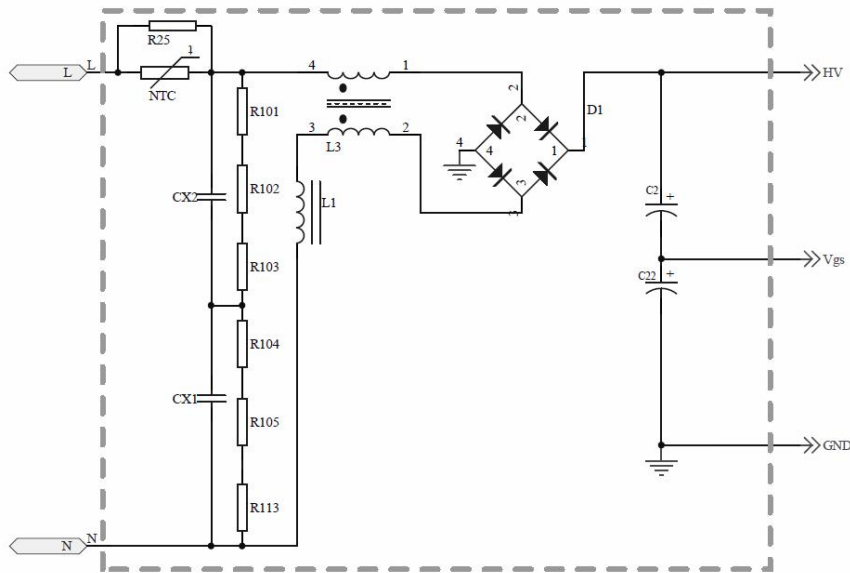 R25
L
L
NTC
4
1
HV
R101
2
2
D1
3
2
L3
4
4
1
1
R102
CX2
L1
3
3
C2
+
R103
Vgs
C22
+
R104
CX1
R105
GND
R113
N
N